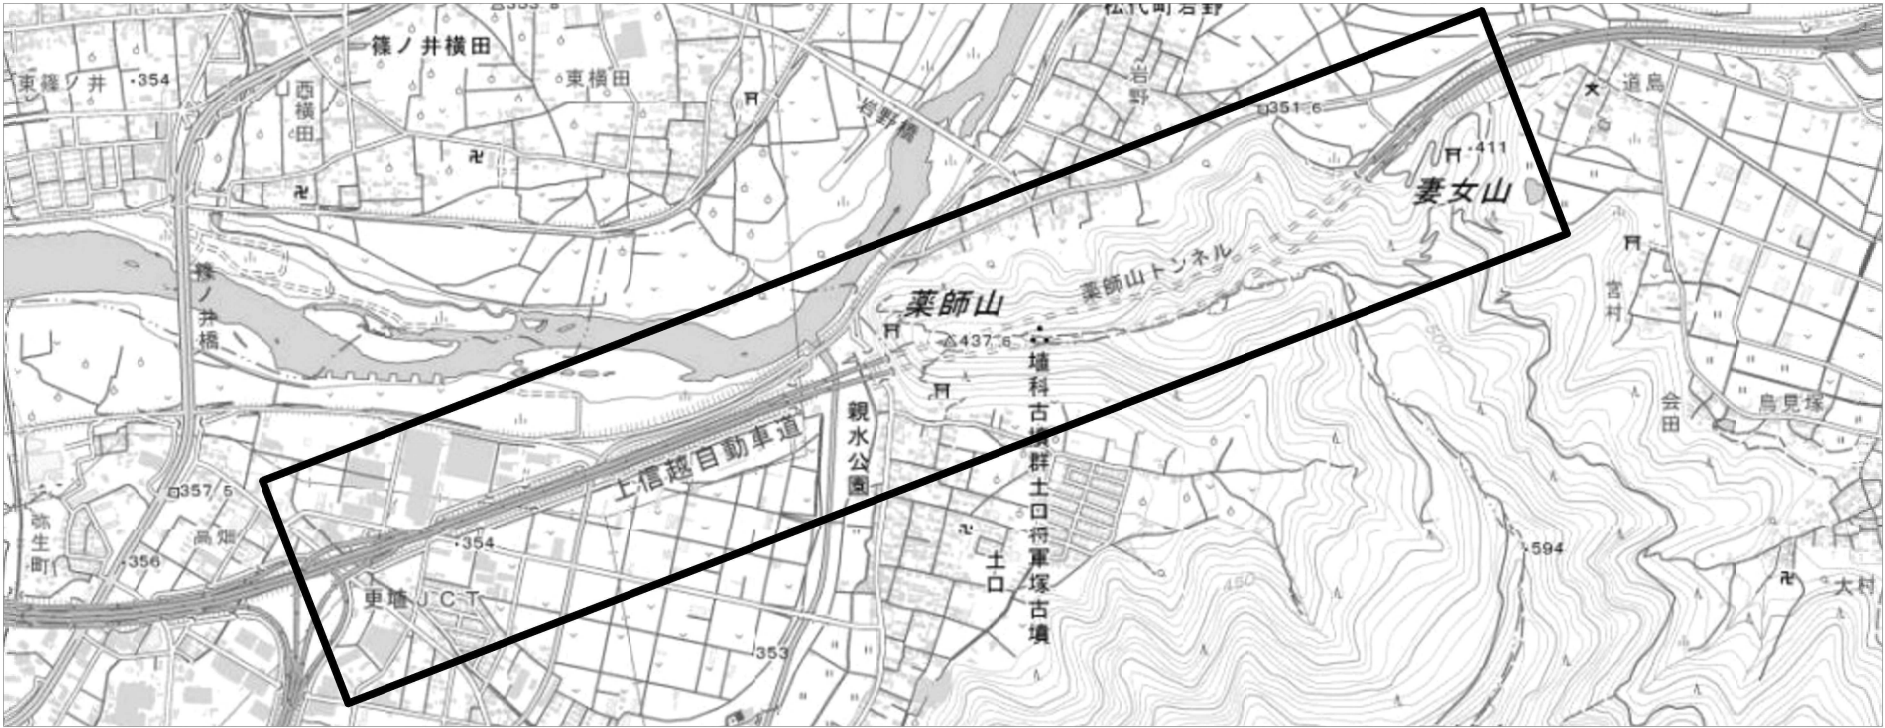 松代町岩野
篠ノ井横田
東篠ノ井
354
西横田
東横田
岩野
岩野橋
351.6
道島
411
妻女山
篠ノ井橋
薬師山
薬師山トンネル
437.6
宮村
500
埴科古墳群土口将軍塚古墳
会田
鳥見塚
親水公園
上信越自動車道
357.5
弥生町
高畑
356
354
土口
594
450
更埴JCT
大村
353